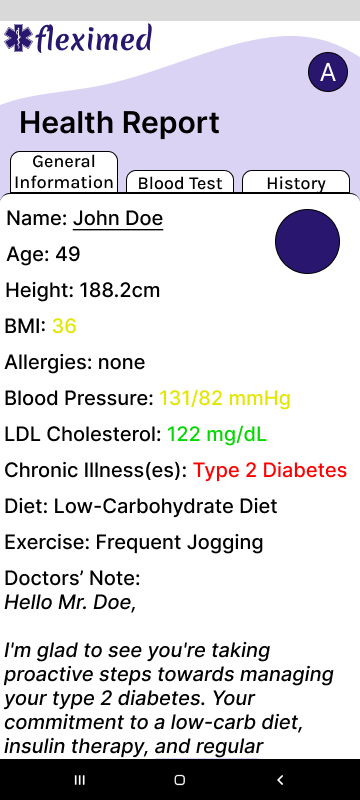 fleximed
A
Health Report
General
Information
Blood Test
History
Name: John Doe
Age: 49
Height: 188.2cm
BMI: 36
Allergies: none
Blood Pressure: 131/82 mmHg
LDL Cholesterol: 122 mg/dL
Chronic Illness(es): Type 2 Diabetes
Diet: Low-Carbohydrate Diet
Exercise: Frequent Jogging
Doctors’ Note:
Hello Mr. Doe,
I'm glad to see you're taking
proactive steps towards managing
your type 2 diabetes. Your
commitment to a low-carb diet,
insulin therapy, and regular